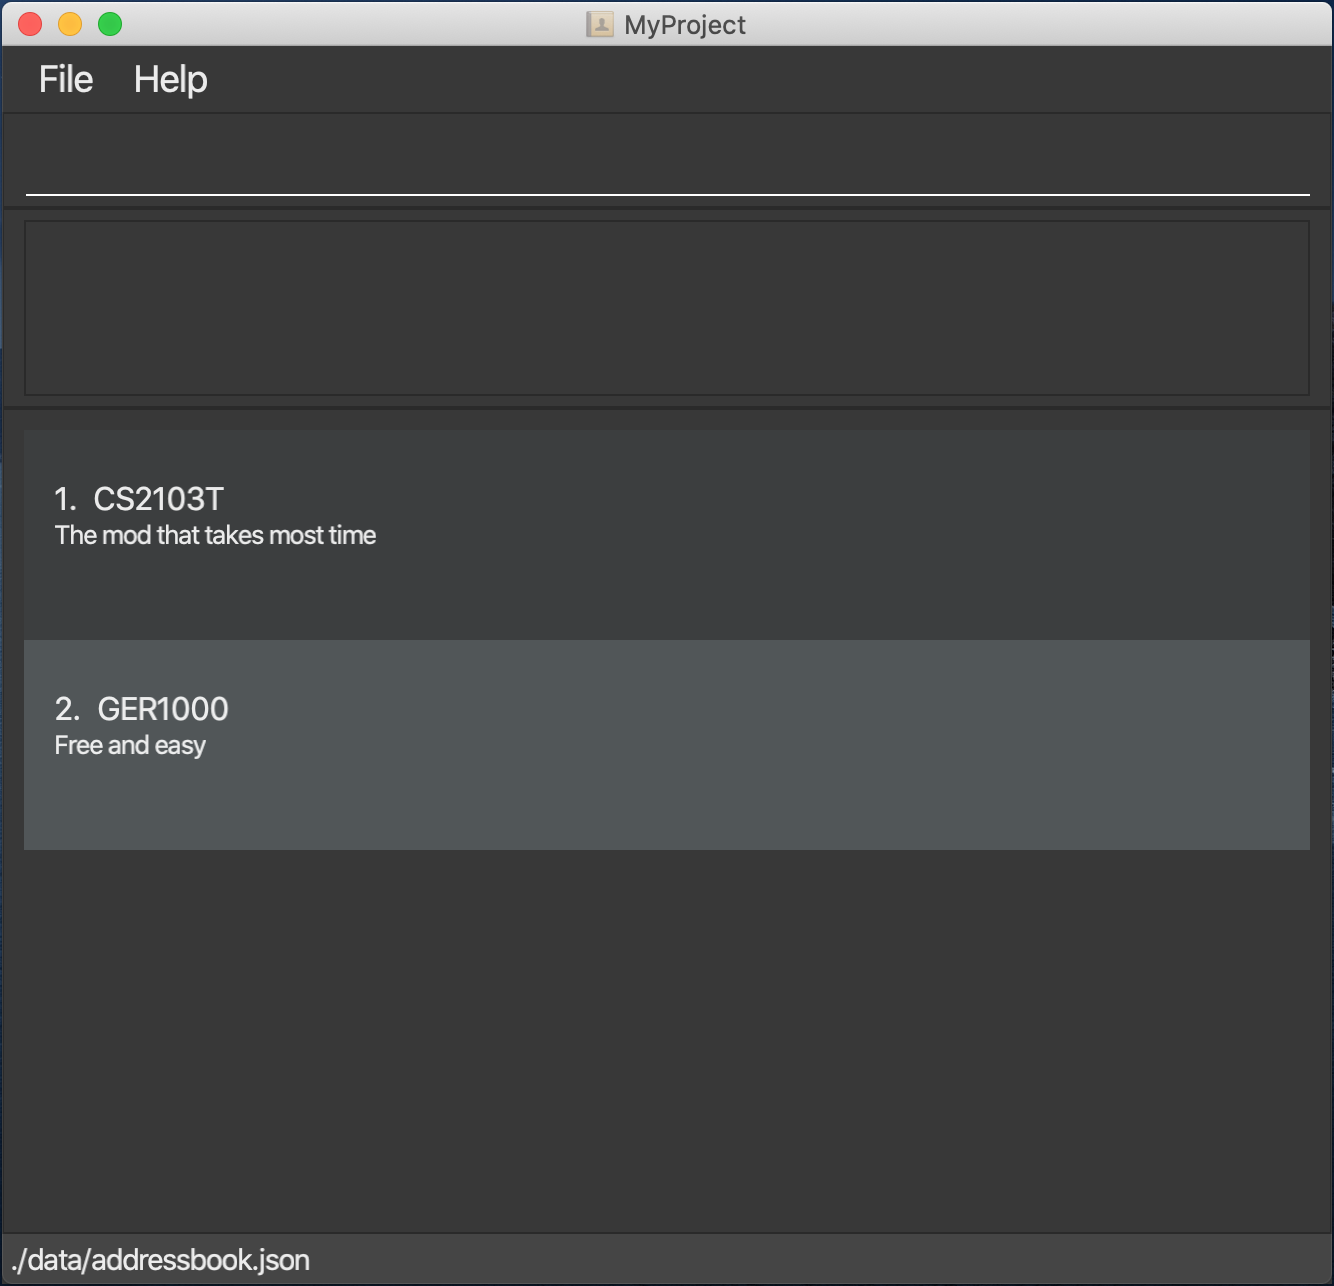 MyProject
File Help
1. CS2103T
The mod that takes most time
2. GER1000
Free and easy
./data/addressbook.json